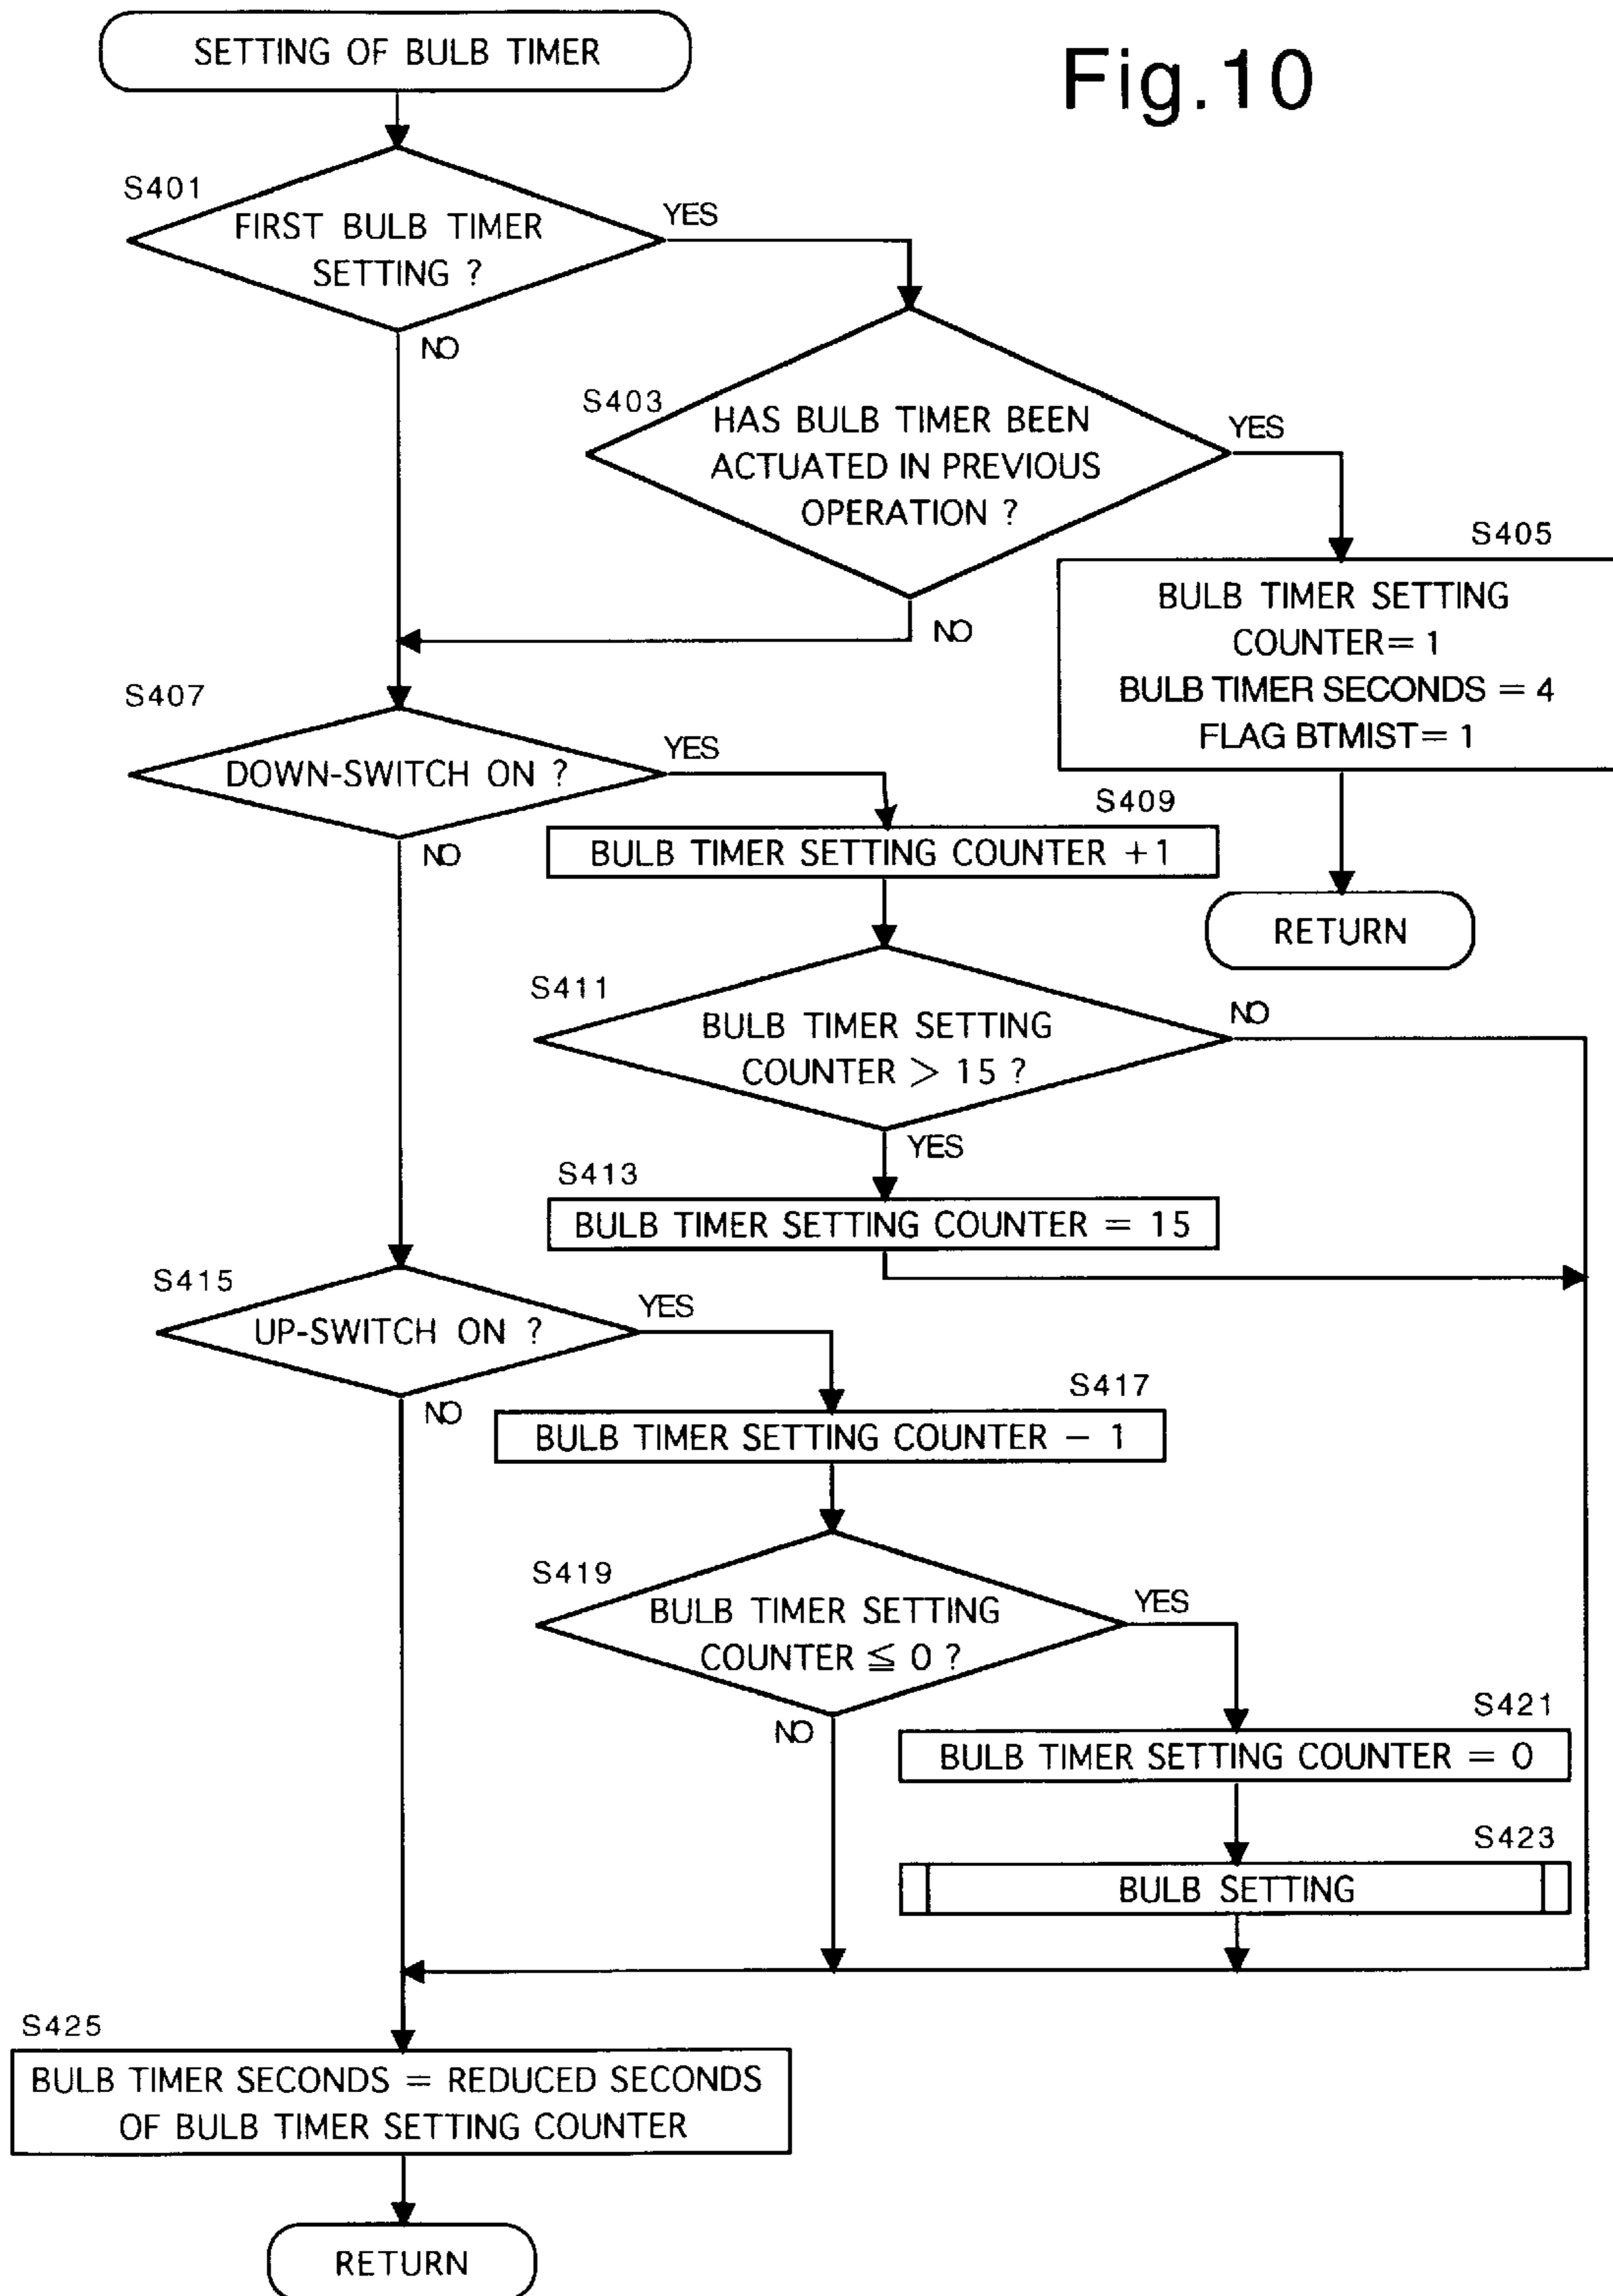 Fig.10
SETTING OF BULB TIMER
S401
FIRST BULB TIMER
SETTING ?
YES
NO
S403
HAS BULB TIMER BEEN
ACTUATED IN PREVIOUS
OPERATION ?
YES
NO
S405
BULB TIMER SETTING
COUNTER= 1
BULB TIMER SECONDS = 4
FLAG BTMIST= 1
RETURN
S407
DOWN-SWITCH ON ?
YES
NO
S409
BULB TIMER SETTING COUNTER +1
S411
BULB TIMER SETTING
COUNTER > 15 ?
NO
YES
S413
BULB TIMER SETTING COUNTER = 15
S415
UP-SWITCH ON ?
YES
NO
S417
BULB TIMER SETTING COUNTER − 1
S419
BULB TIMER SETTING
COUNTER ≦ 0 ?
YES
NO
S421
BULB TIMER SETTING COUNTER = 0
S423
BULB SETTING
S425
BULB TIMER SECONDS = REDUCED SECONDS
OF BULB TIMER SETTING COUNTER
RETURN